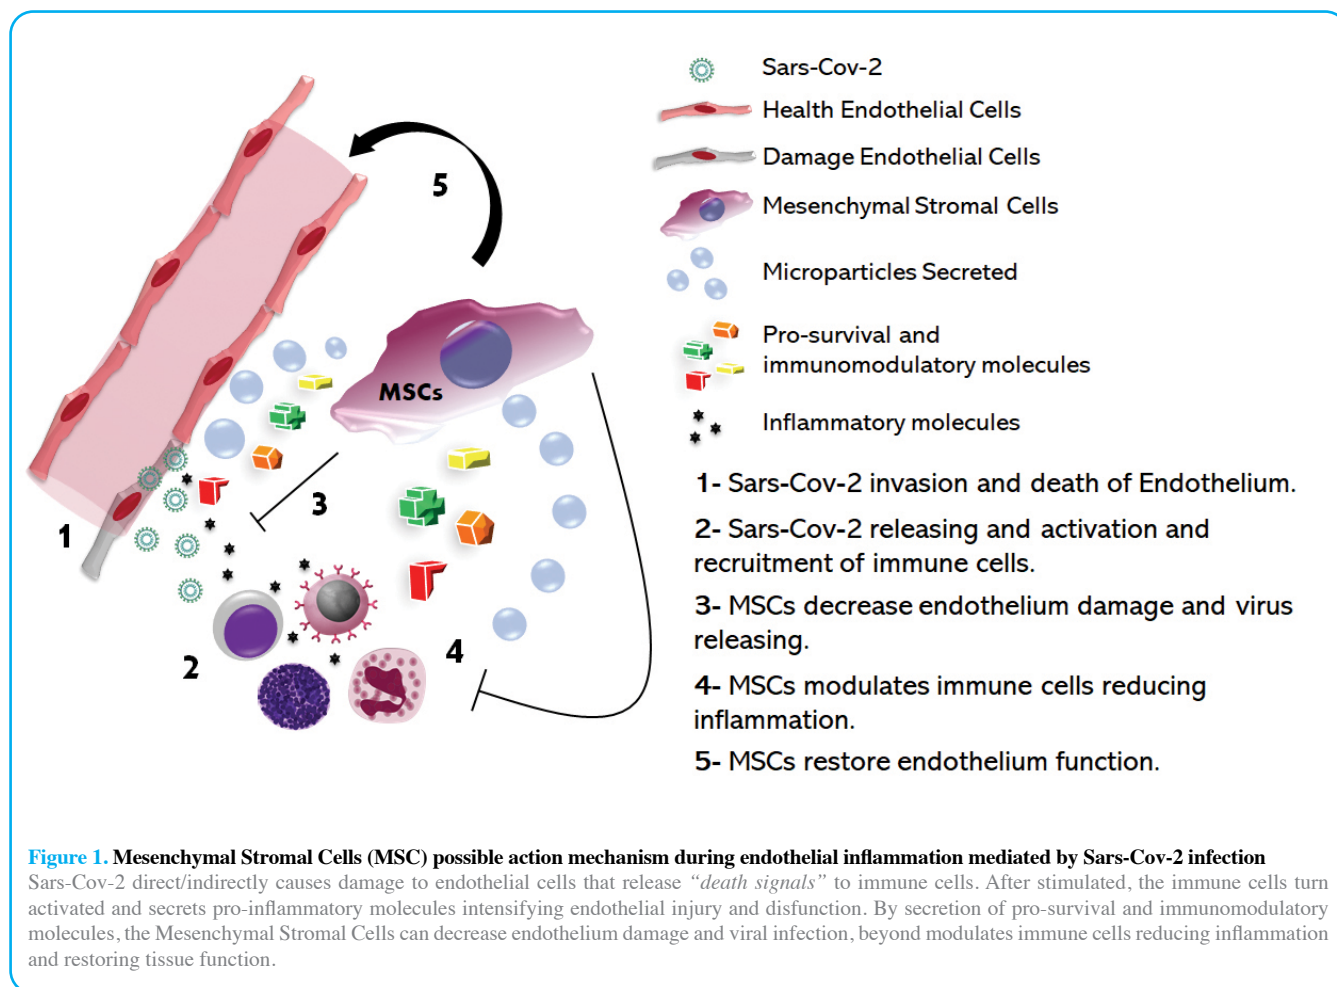 5
MSCs
3
1
2
4
Sars-Cov-2
Health Endothelial Cells
Damage Endothelial Cells
Mesenchymal Stromal Cells
Microparticles Secreted
Pro-survival and
immunomodulatory molecules
Inflammatory molecules
1- Sars-Cov-2 invasion and death of Endothelium.
2- Sars-Cov-2 releasing and activation and
recruitment of immune cells.
3- MSCs decrease endothelium damage and virus
releasing.
4- MSCs modulates immune cells reducing
inflammation.
5- MSCs restore endothelium function.
Figure 1. Mesenchymal Stromal Cells (MSC) possible action mechanism during endothelial inflammation mediated by Sars-Cov-2 infection
Sars-Cov-2 direct/indirectly causes damage to endothelial cells that release “death signals” to immune cells. After stimulated, the immune cells turn
activated and secrets pro-inflammatory molecules intensifying endothelial injury and disfunction. By secretion of pro-survival and immunomodulatory
molecules, the Mesenchymal Stromal Cells can decrease endothelium damage and viral infection, beyond modulates immune cells reducing inflammation
and restoring tissue function.